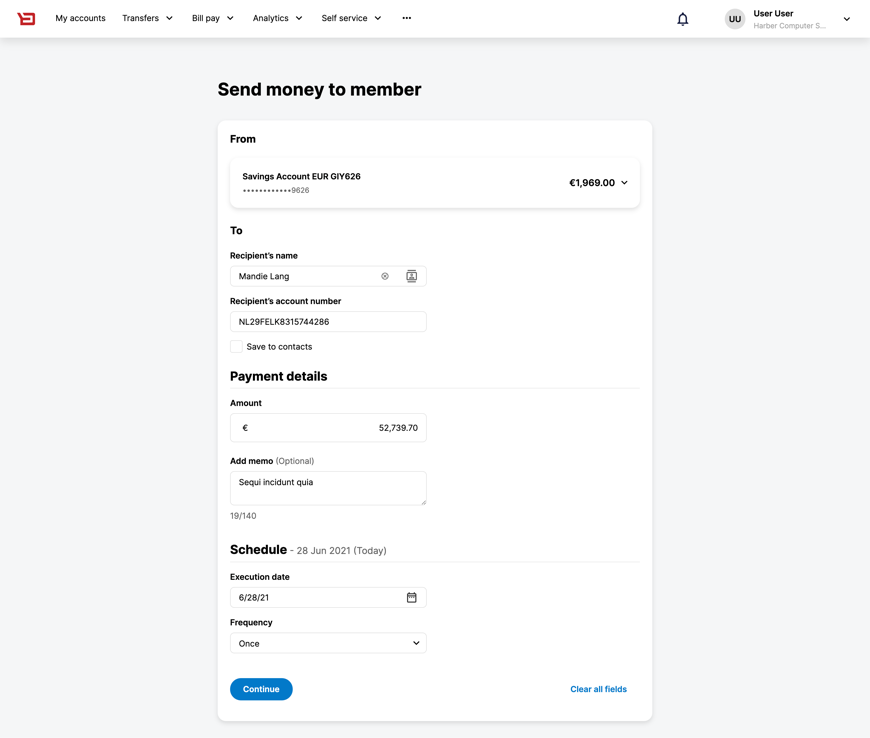 My accounts Transfers Bill pay Analytics Self service ••• UU User User
Harber Computer S...
Send money to member
From
Savings Account EUR GIY626
••••••••••••9626
€1,969.00
To
Recipient's name
Mandie Lang
Recipient's account number
NL29FELK8315744286
Save to contacts
Payment details
Amount
€ 52,739.70
Add memo (Optional)
Sequi incidunt quia
19/140
Schedule - 28 Jun 2021 (Today)
Execution date
6/28/21
Frequency
Once
Continue Clear all fields